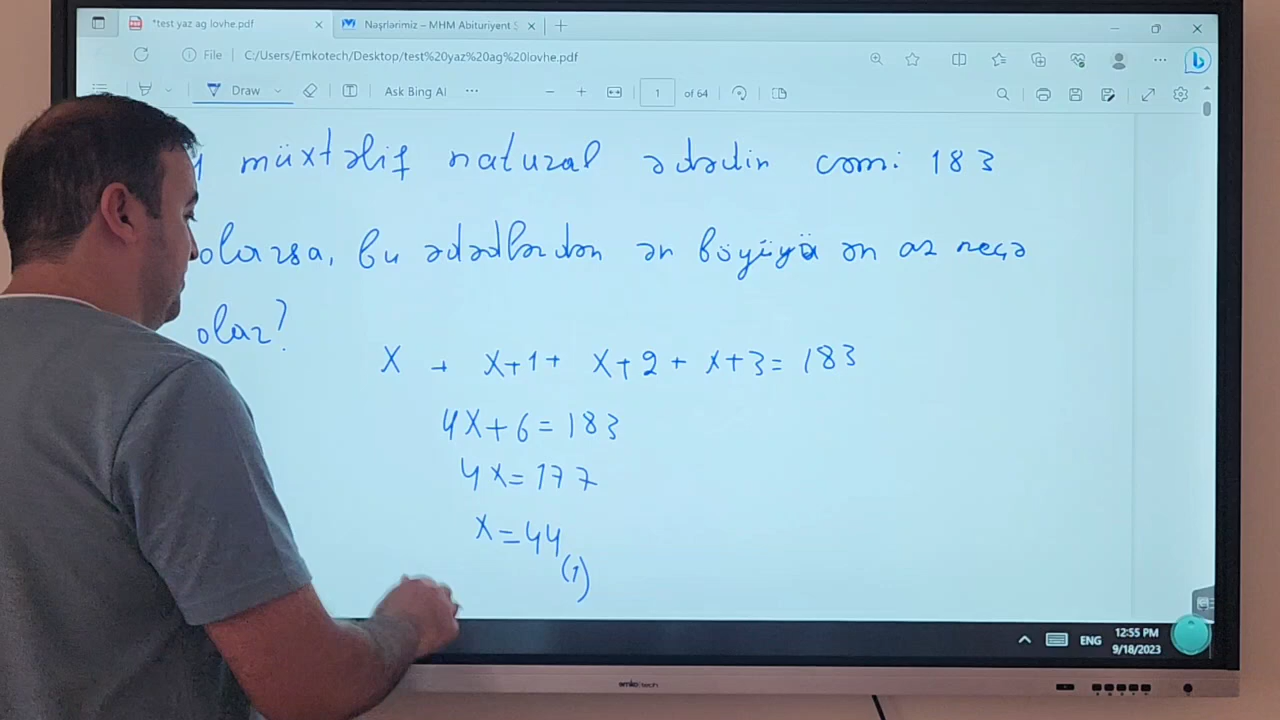 *test yaz ag lovhe.pdf
Nəşrlərimiz – MHM Abituriyent S
File C:/Users/Emkotech/Desktop/test%20yaz%20ag%20lovhe.pdf
Draw Ask Bing AI 1 of 64
müxtəlif natural ədədin cəmi 183
olarsa, bu ədədlərdən ən böyüyü ən az neçə
olar?
X + X+1+ X+2 + X+3 = 183
4X+6=183
4X=177
X=44
(1)
ENG 12:55 PM
9/18/2023
emkotech